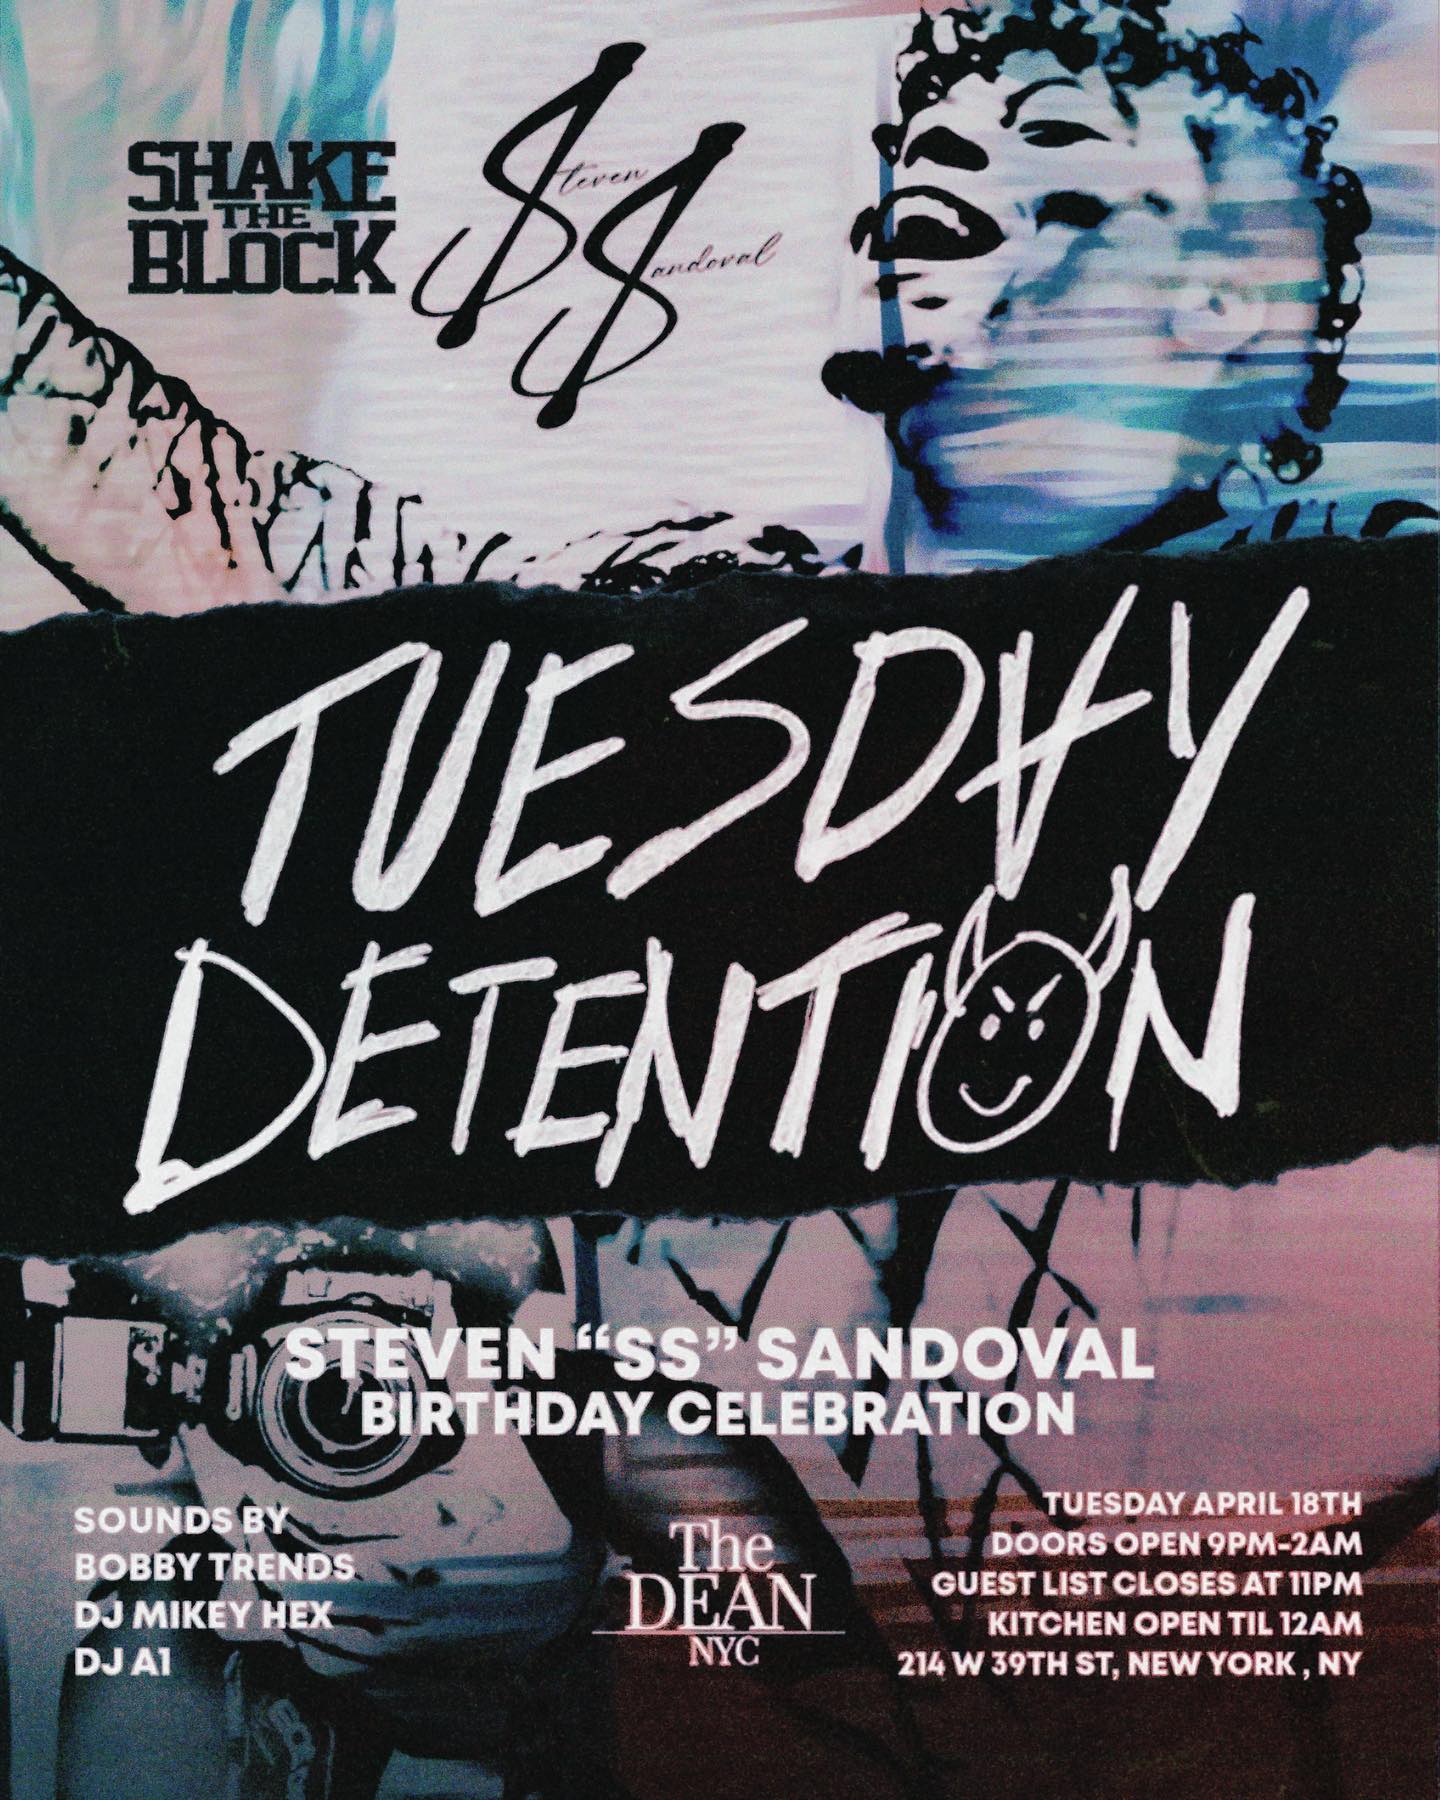 SHAKE
THE
BLOCK
Steven
Sandoval
TUESDAY
DETENTION
STEVEN “SS” SANDOVAL
BIRTHDAY CELEBRATION
SOUNDS BY
BOBBY TRENDS
DJ MIKEY HEX
DJ A1
The
DEAN
NYC
TUESDAY APRIL 18TH
DOORS OPEN 9PM-2AM
GUEST LIST CLOSES AT 11PM
KITCHEN OPEN TIL 12AM
214 W 39TH ST, NEW YORK , NY